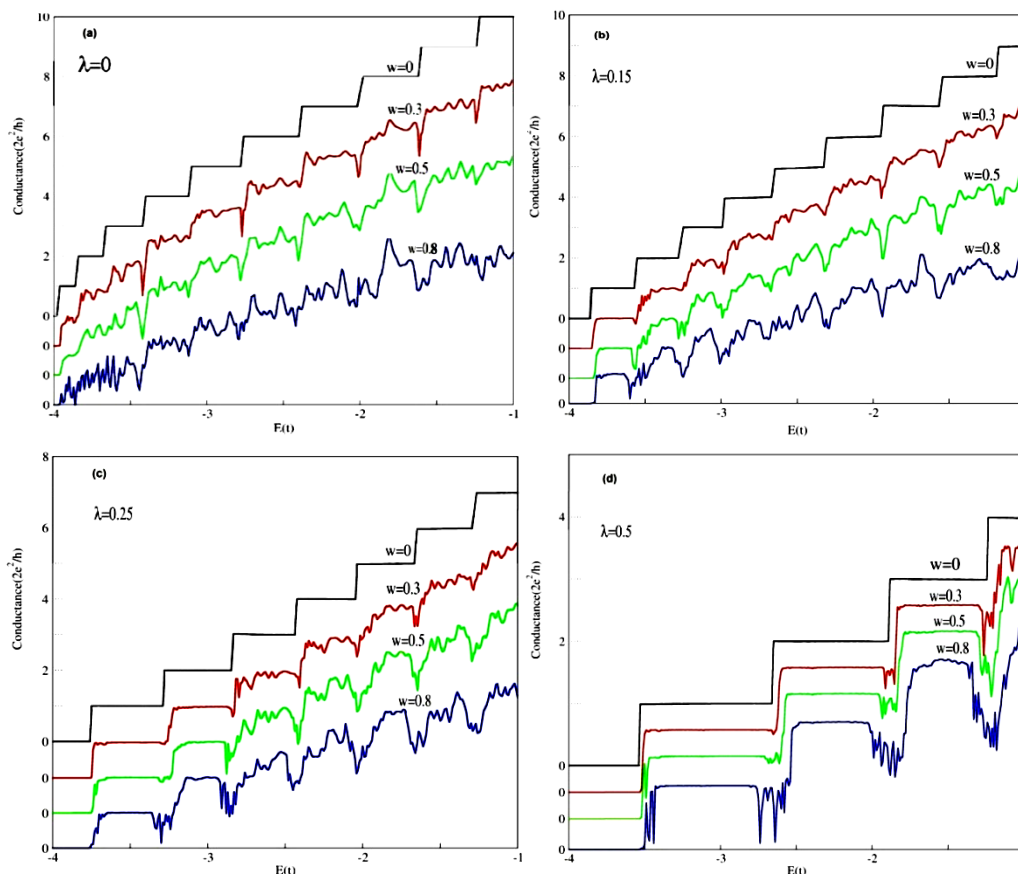 (a)
λ=0
Conductance(2e²/h)
10
8
6
4
2
0
0
0
0
w=0
w=0.3
w=0.5
w=0.8
-4 -3 -2 -1
E(t)
(b)
λ=0.15
Conductance(2e²/h)
10
8
6
4
2
0
0
0
0
w=0
w=0.3
w=0.5
w=0.8
-4 -3 -2
E(t)
(c)
λ=0.25
Conductance(2e²/h)
8
6
4
2
0
0
0
0
w=0
w=0.3
w=0.5
w=0.8
-4 -3 -2 -1
E(t)
(d)
λ=0.5
Conductance(2e²/h)
4
2
0
0
0
0
w=0
w=0.3
w=0.5
w=0.8
-4 -3 -2
E(t)